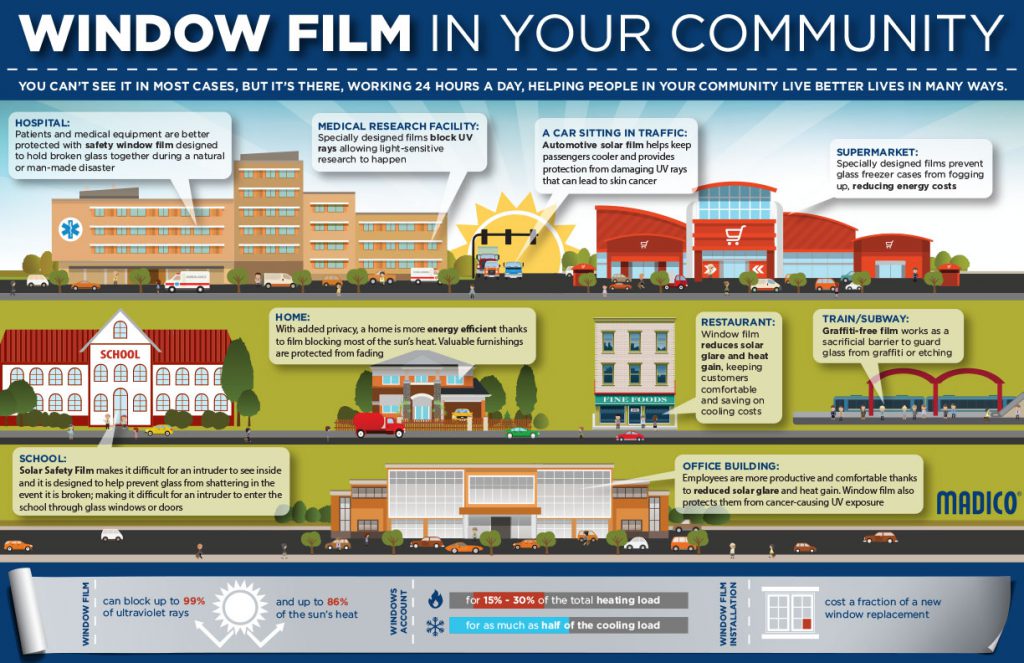 WINDOW FILM IN YOUR COMMUNITY
YOU CAN'T SEE IT IN MOST CASES, BUT IT'S THERE, WORKING 24 HOURS A DAY, HELPING PEOPLE IN YOUR COMMUNITY LIVE BETTER LIVES IN MANY WAYS.
HOSPITAL:
Patients and medical equipment are better
protected with safety window film designed
to hold broken glass together during a natural
or man-made disaster
MEDICAL RESEARCH FACILITY:
Specially designed films block UV
rays allowing light-sensitive
research to happen
A CAR SITTING IN TRAFFIC:
Automotive solar film helps keep
passengers cooler and provides
protection from damaging UV rays
that can lead to skin cancer
SUPERMARKET:
Specially designed films prevent
glass freezer cases from fogging
up, reducing energy costs
AMBULANCE
SCHOOL
HOME:
With added privacy, a home is more energy efficient thanks
to film blocking most of the sun's heat. Valuable furnishings
are protected from fading
FINE FOODS
RESTAURANT:
Window film
reduces solar
glare and heat
gain, keeping
customers
comfortable
and saving on
cooling costs
TRAIN/SUBWAY:
Graffiti-free film works as a
sacrificial barrier to guard
glass from graffiti or etching
SCHOOL:
Solar Safety Film makes it difficult for an intruder to see inside
and it is designed to help prevent glass from shattering in the
event it is broken; making it difficult for an intruder to enter the
school through glass windows or doors
OFFICE BUILDING:
Employees are more productive and comfortable thanks
to reduced solar glare and heat gain. Window film also
protects them from cancer-causing UV exposure
MADICO®
WINDOW FILM
can block up to 99%
of ultraviolet rays
and up to 86%
of the sun's heat
WINDOWS
ACCOUNT
for 15% - 30% of the total heating load
for as much as half of the cooling load
WINDOW FILM
INSTALLATION
cost a fraction of a new
window replacement